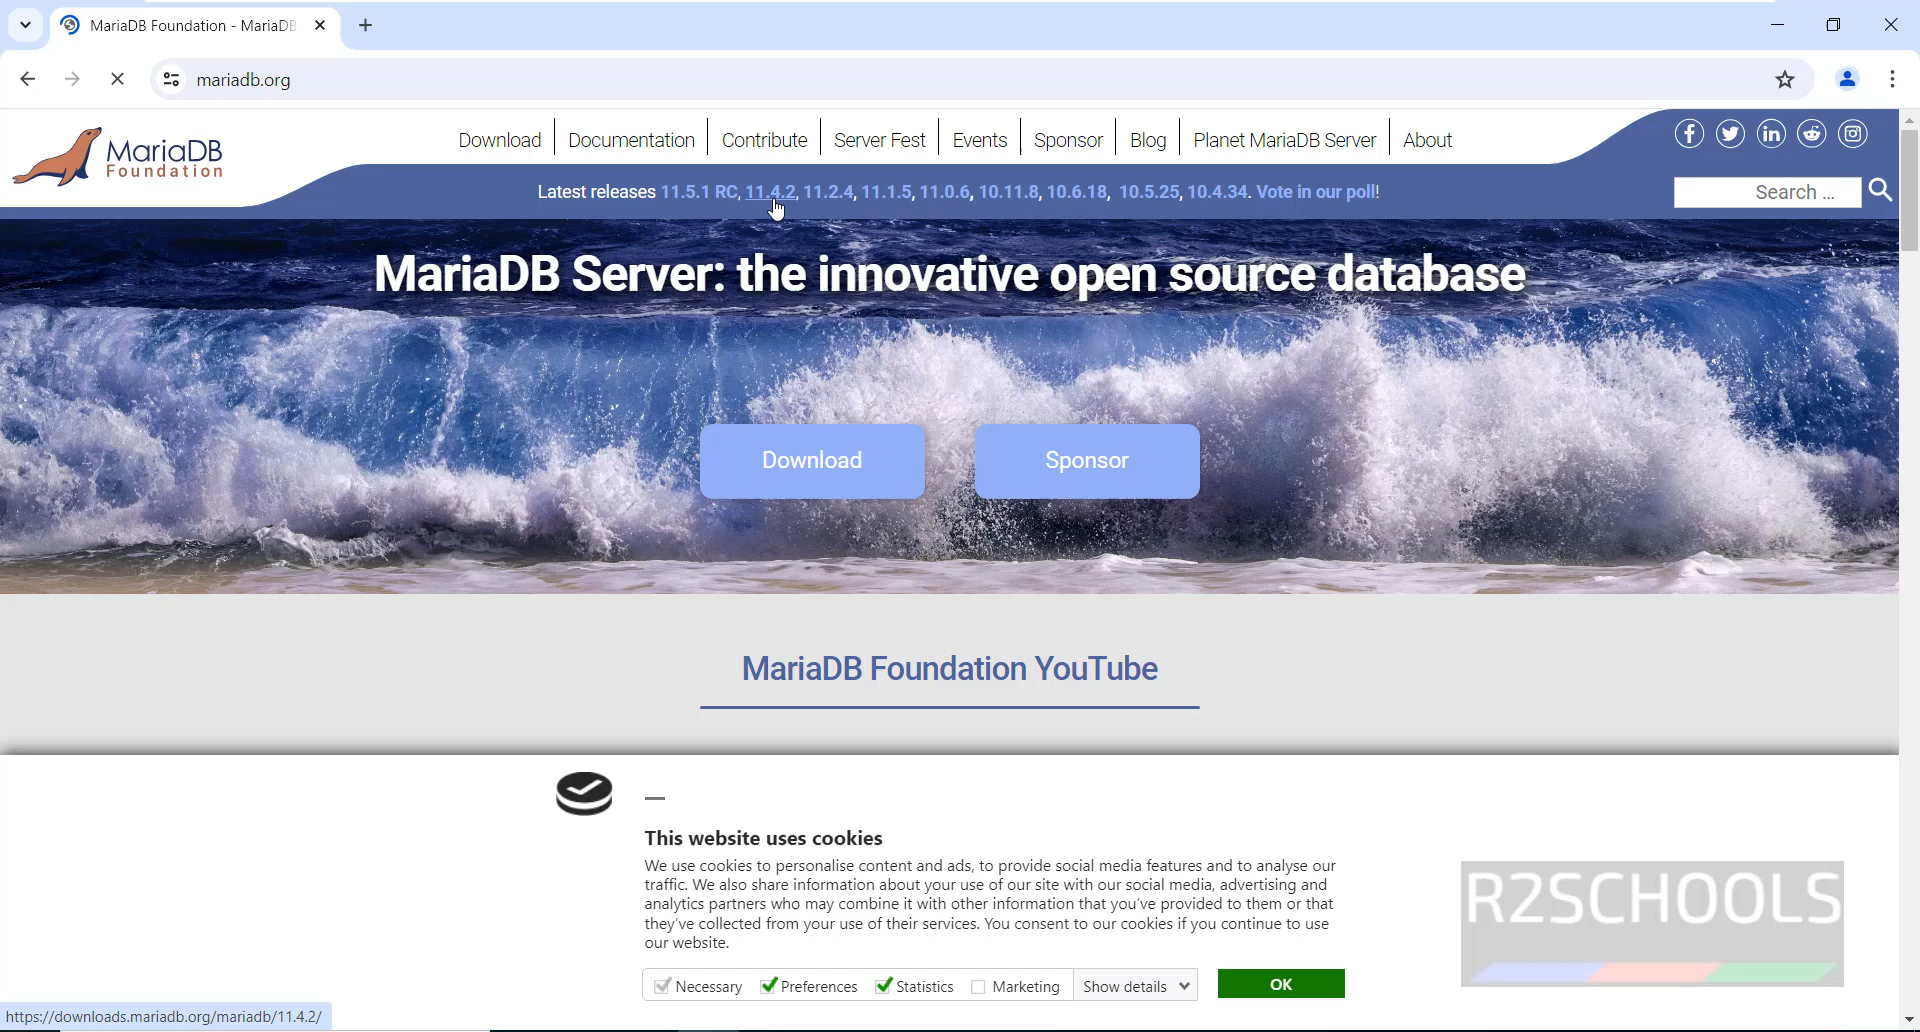 MariaDB Foundation - MariaDB
mariadb.org
MariaDB
Foundation
Download
Documentation
Contribute
Server Fest
Events
Sponsor
Blog
Planet MariaDB Server
About
Latest releases 11.5.1 RC, 11.4.2, 11.2.4, 11.1.5, 11.0.6, 10.11.8, 10.6.18, 10.5.25, 10.4.34. Vote in our poll!
Search ...
MariaDB Server: the innovative open source database
Download
Sponsor
MariaDB Foundation YouTube
This website uses cookies
We use cookies to personalise content and ads, to provide social media features and to analyse our
traffic. We also share information about your use of our site with our social media, advertising and
analytics partners who may combine it with other information that you've provided to them or that
they've collected from your use of their services. You consent to our cookies if you continue to use
our website.
Necessary
Preferences
Statistics
Marketing
Show details
OK
R2SCHOOLS
https://downloads.mariadb.org/mariadb/11.4.2/